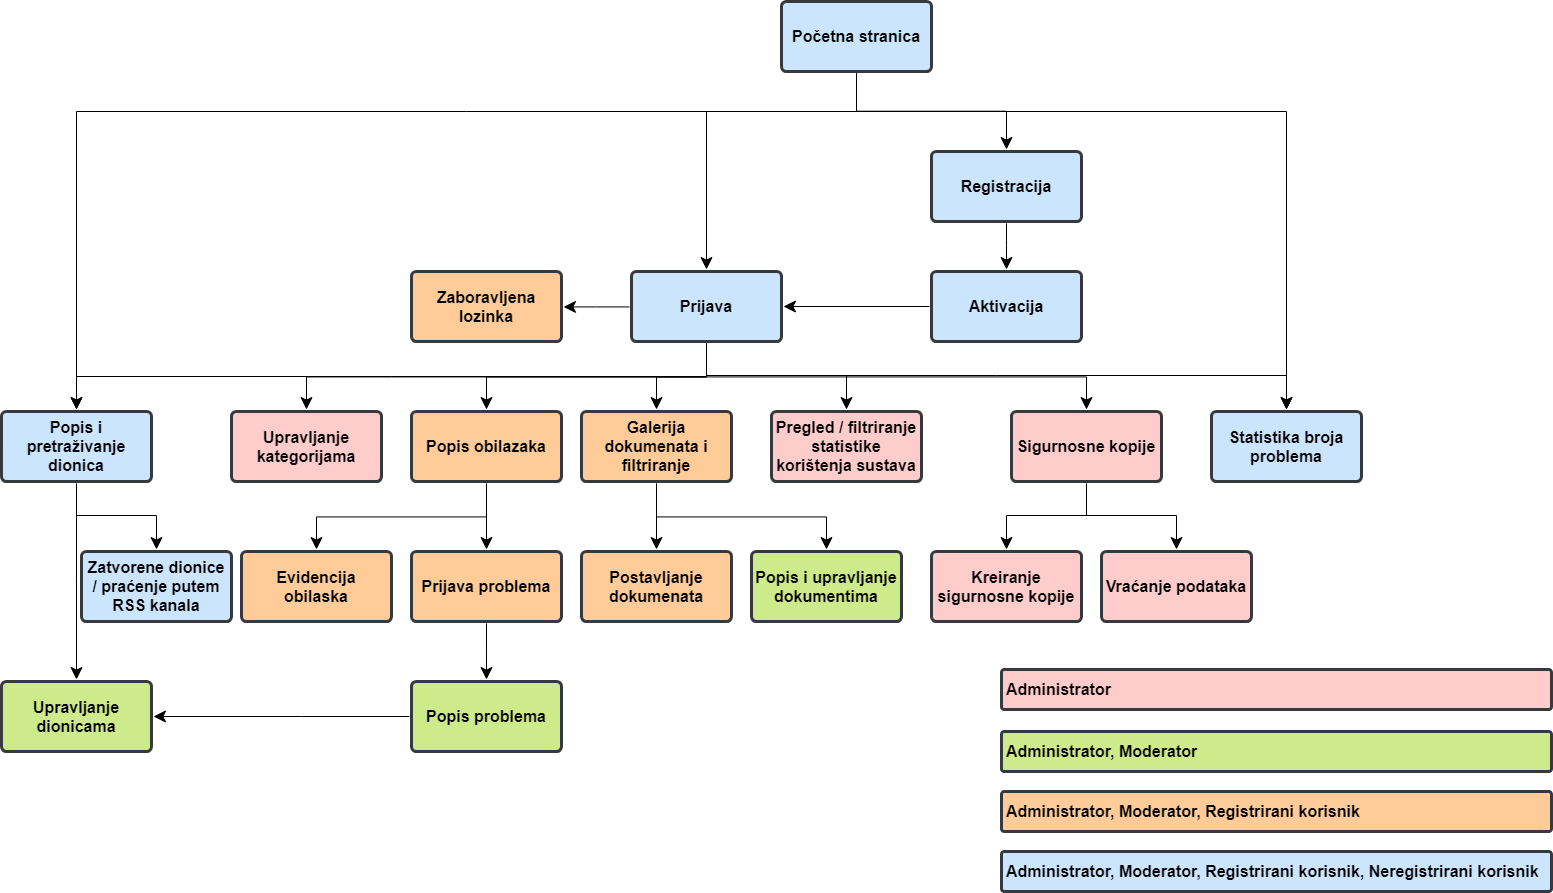 Početna stranica
Registracija
Zaboravljena
lozinka
Prijava
Aktivacija
Popis i
pretraživanje
dionica
Upravljanje
kategorijama
Popis obilazaka
Galerija
dokumenata i
filtriranje
Pregled / filtriranje
statistike
korištenja sustava
Sigurnosne kopije
Statistika broja
problema
Zatvorene dionice
/ praćenje putem
RSS kanala
Evidencija
obilaska
Prijava problema
Postavljanje
dokumenata
Popis i upravljanje
dokumentima
Kreiranje
sigurnosne kopije
Vraćanje podataka
Upravljanje
dionicama
Popis problema
Administrator
Administrator, Moderator
Administrator, Moderator, Registrirani korisnik
Administrator, Moderator, Registrirani korisnik, Neregistrirani korisnik